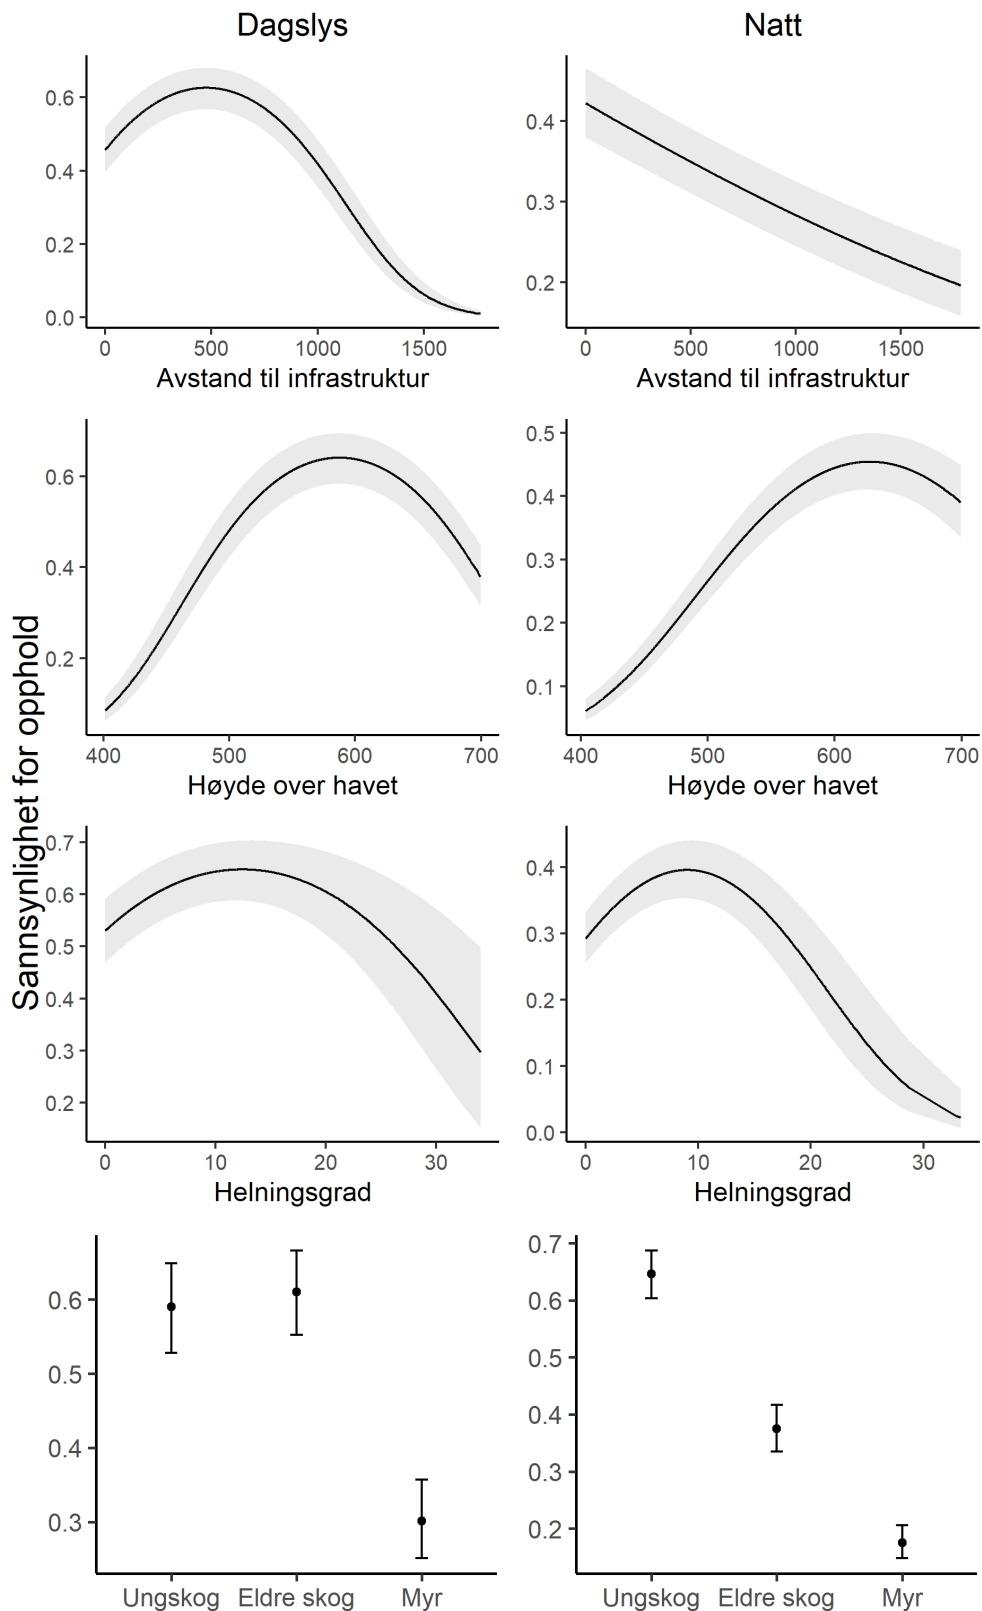 Dagslys
Natt
Sannsynlighet for opphold
0.6
0.4
0.2
0.0
0 500 1000 1500
Avstand til infrastruktur
0.4
0.3
0.2
0 500 1000 1500
Avstand til infrastruktur
0.6
0.4
0.2
400 500 600 700
Høyde over havet
0.5
0.4
0.3
0.2
0.1
400 500 600 700
Høyde over havet
0.7
0.6
0.5
0.4
0.3
0.2
0 10 20 30
Helningsgrad
0.4
0.3
0.2
0.1
0.0
0 10 20 30
Helningsgrad
0.6
0.5
0.4
0.3
Ungskog Eldre skog Myr
0.7
0.6
0.5
0.4
0.3
0.2
Ungskog Eldre skog Myr